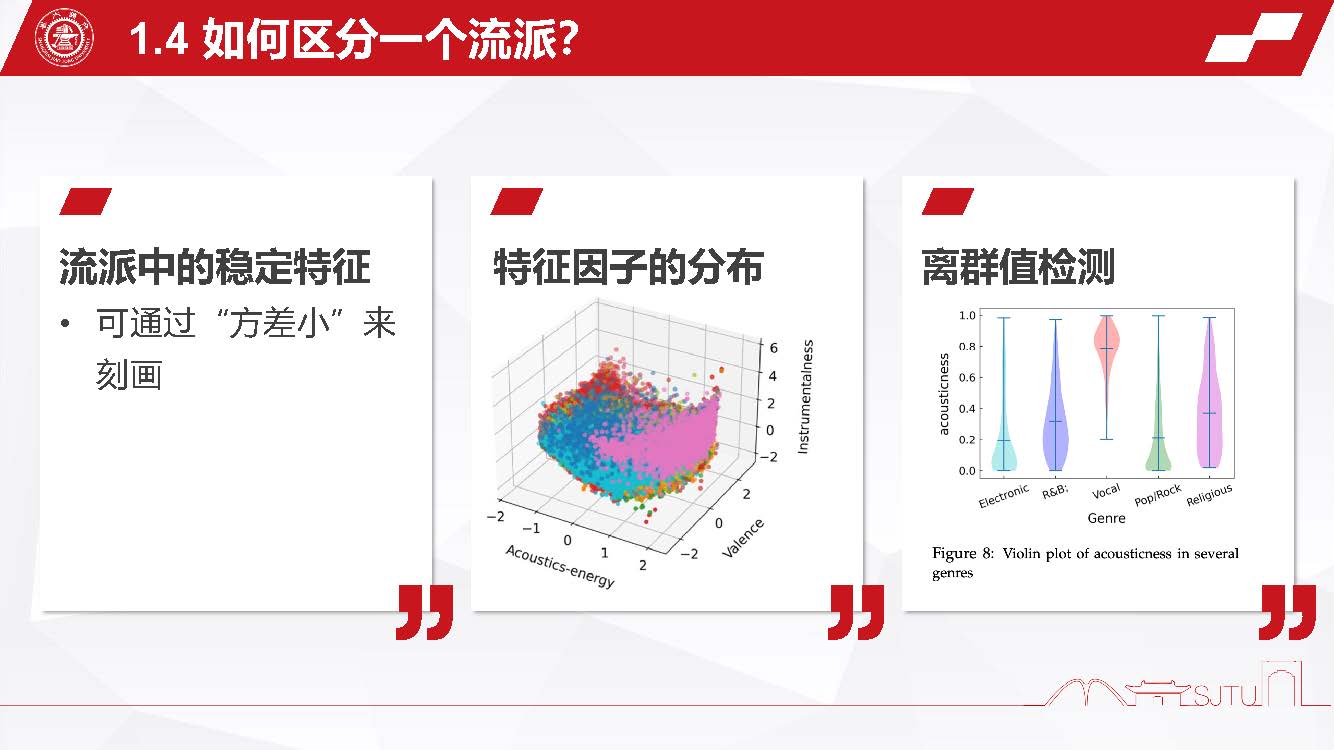 1.4 如何区分一个流派?
流派中的稳定特征
• 可通过“方差小”来
刻画
特征因子的分布
6
4
2
0
−2
Instrumentalness
−2
−1
0
1
2
Acoustics-energy
2
0
−2
Valence
离群值检测
1.0
0.8
0.6
0.4
0.2
0.0
acousticness
Electronic
R&B;
Vocal
Pop/Rock
Religious
Genre
Figure 8: Violin plot of acousticness in several
genres
SJTU